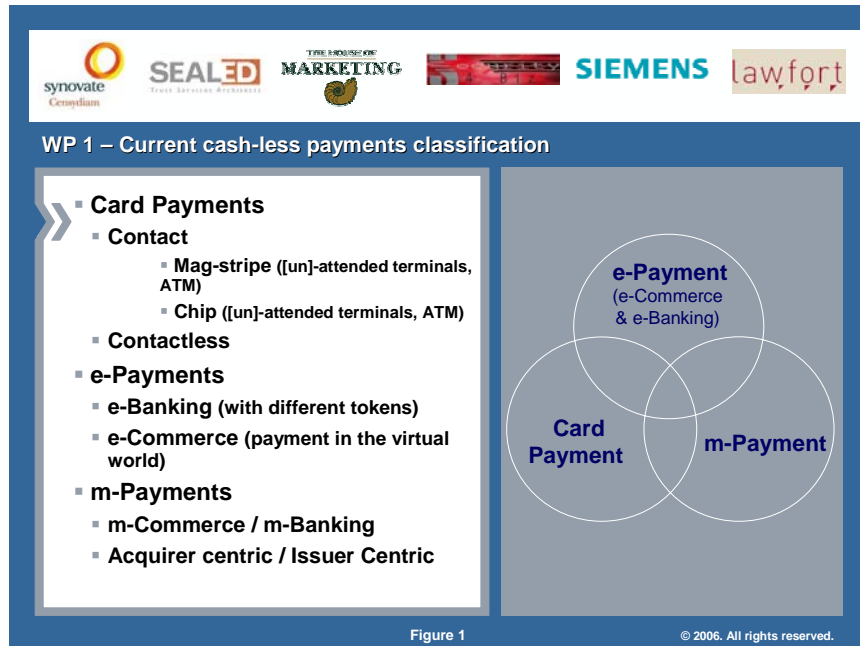 synovate
Censydiam
SEALED
Trust Services Architects
THE HOUSE OF
MARKETING
SIEMENS
lawfort
WP 1 – Current cash-less payments classification
Card Payments
Contact
Mag-stripe ([un]-attended terminals,
ATM)
Chip ([un]-attended terminals, ATM)
Contactless
e-Payments
e-Banking (with different tokens)
e-Commerce (payment in the virtual
world)
m-Payments
m-Commerce / m-Banking
Acquirer centric / Issuer Centric
e-Payment
(e-Commerce
& e-Banking)
Card
Payment
m-Payment
Figure 1
© 2006. All rights reserved.